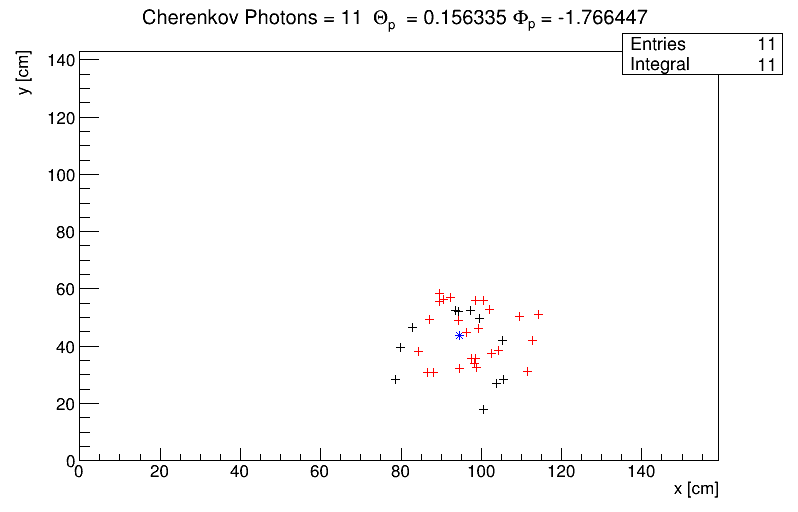 Cherenkov Photons = 11 Θp = 0.156335 Φp = -1.766447
Entries 11
Integral 11
y [cm]
140
120
100
80
60
40
20
0
0 20 40 60 80 100 120 140
x [cm]